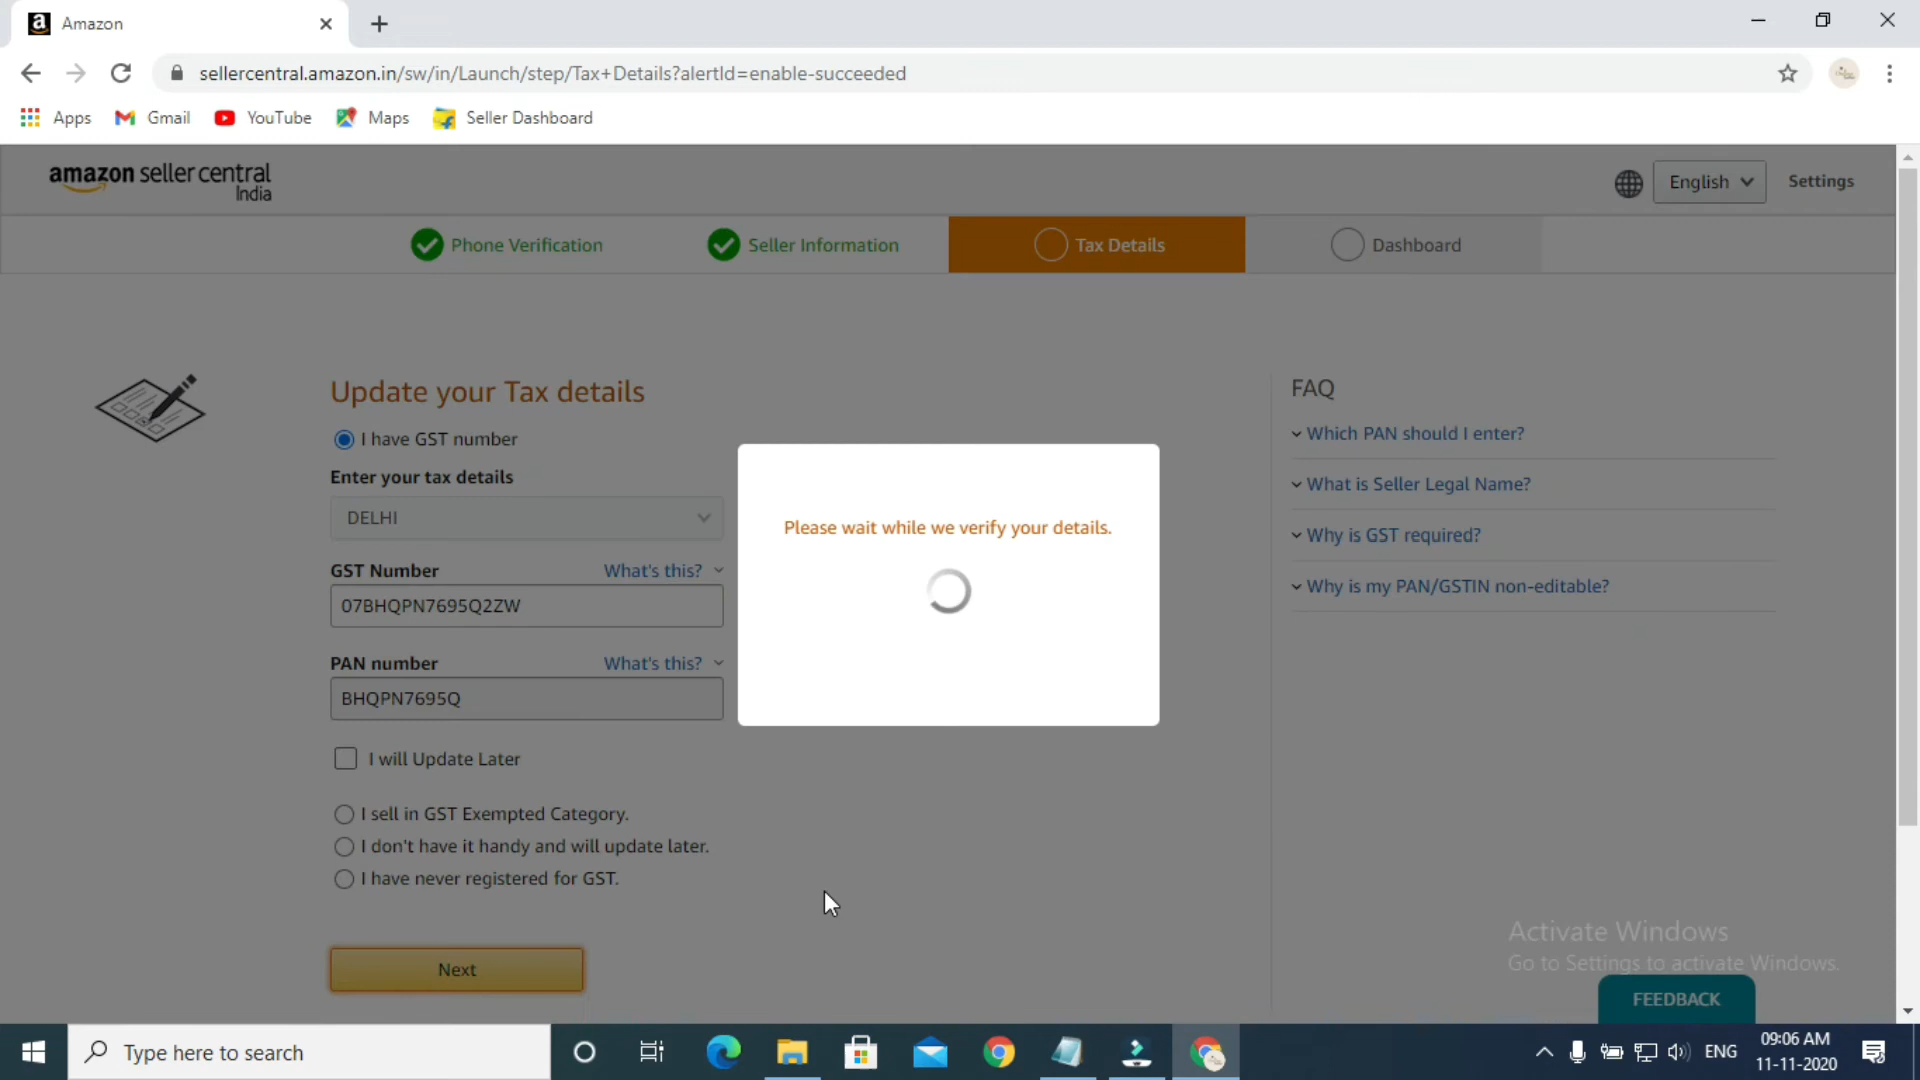 Amazon
sellercentral.amazon.in/sw/in/Launch/step/Tax+Details?alertId=enable-succeeded
Apps Gmail YouTube Maps Seller Dashboard
amazon seller central
India
English Settings
Phone Verification Seller Information Tax Details Dashboard
Update your Tax details
I have GST number
Enter your tax details
DELHI
GST Number What's this?
07BHQPN7695Q2ZW
PAN number What's this?
BHQPN7695Q
I will Update Later
I sell in GST Exempted Category.
I don't have it handy and will update later.
I have never registered for GST.
Next
Please wait while we verify your details.
FAQ
Which PAN should I enter?
What is Seller Legal Name?
Why is GST required?
Why is my PAN/GSTIN non-editable?
Activate Windows
Go to Settings to activate Windows.
FEEDBACK
Type here to search
ENG
09:06 AM
11-11-2020